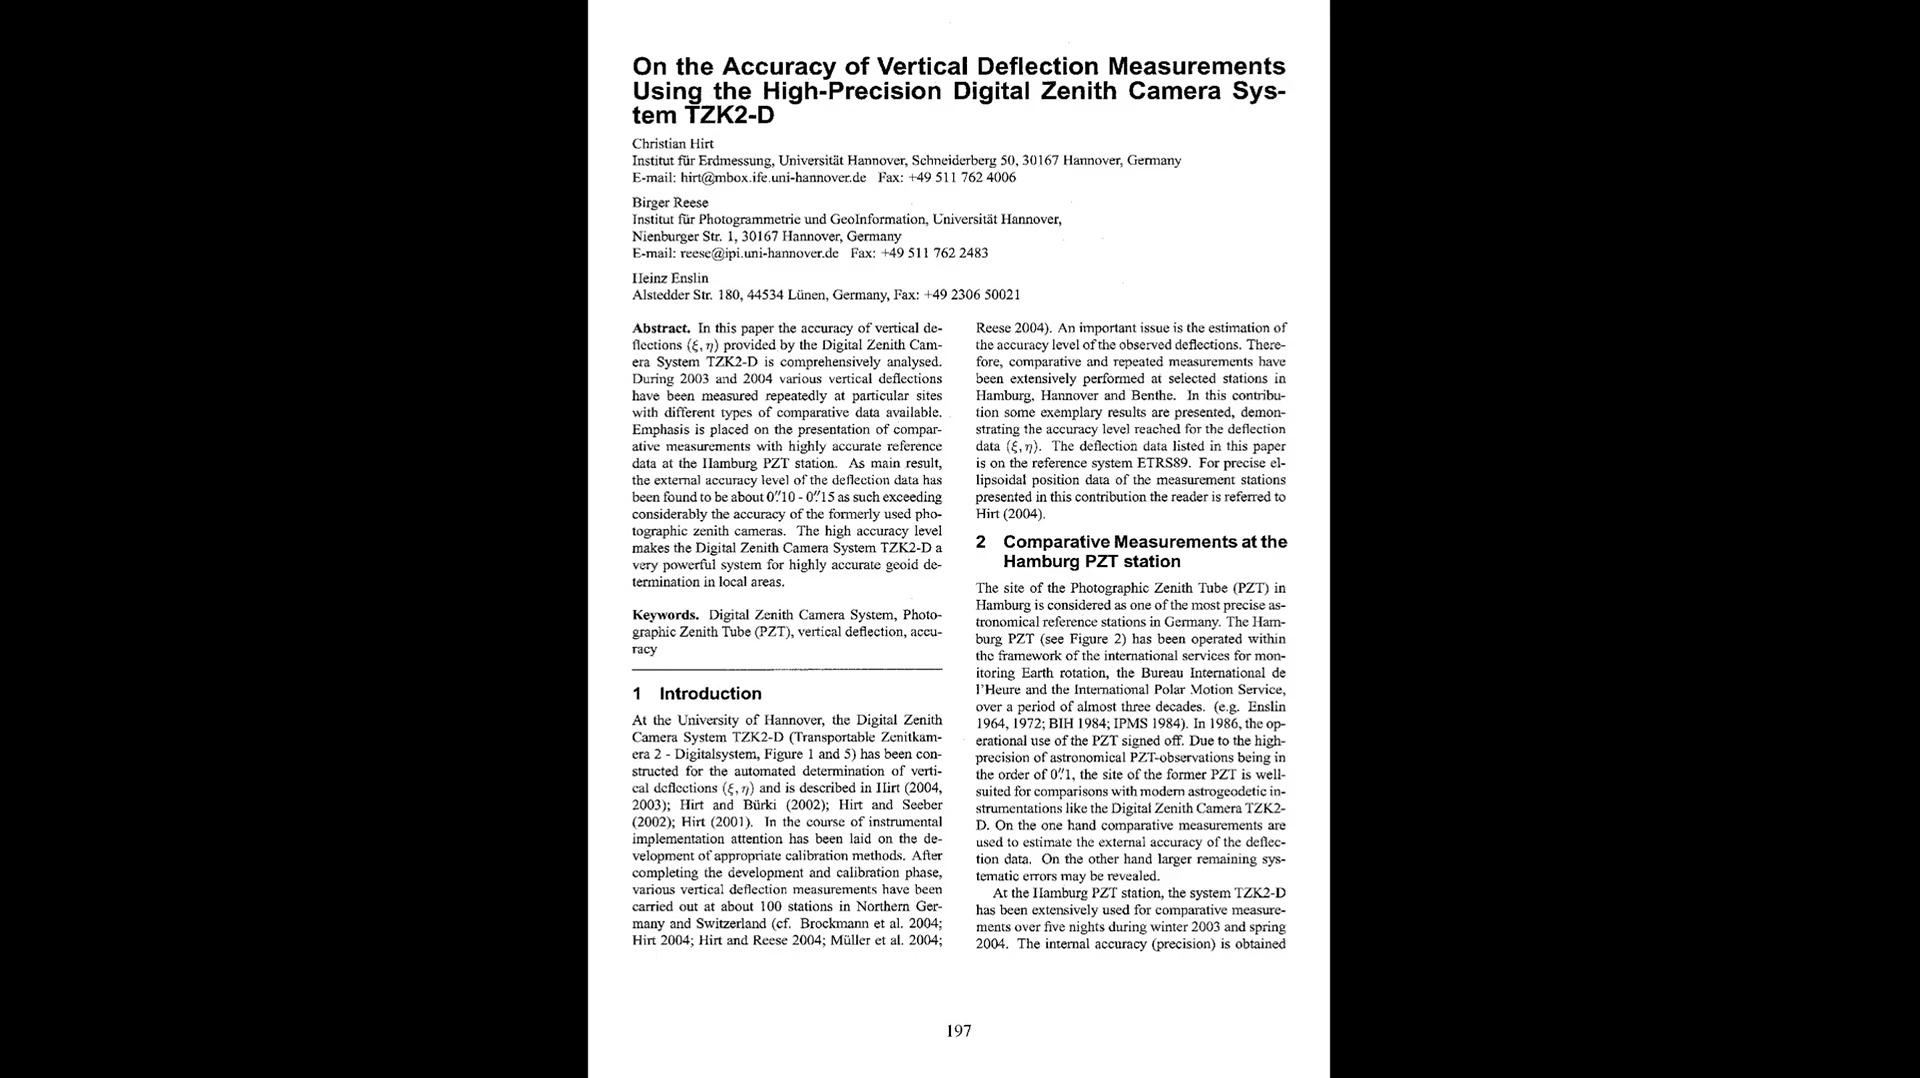 On the Accuracy of Vertical Deflection Measurements
Using the High-Precision Digital Zenith Camera Sys-
tem TZK2-D
Christian Hirt
Institut für Erdmessung, Universität Hannover, Schneiderberg 50, 30167 Hannover, Germany
E-mail: hirt@mbox.ife.uni-hannover.de Fax: +49 511 762 4006
Birger Reese
Institut für Photogrammetrie und GeoInformation, Universität Hannover,
Nienburger Str. 1, 30167 Hannover, Germany
E-mail: reese@ipi.uni-hannover.de Fax: +49 511 762 2483
Heinz Enslin
Alstedder Str. 180, 44534 Lünen, Germany, Fax: +49 2306 50021
Abstract. In this paper the accuracy of vertical de-
flections (ξ, η) provided by the Digital Zenith Cam-
era System TZK2-D is comprehensively analysed.
During 2003 and 2004 various vertical deflections
have been measured repeatedly at particular sites
with different types of comparative data available.
Emphasis is placed on the presentation of compar-
ative measurements with highly accurate reference
data at the Hamburg PZT station. As main result,
the external accuracy level of the deflection data has
been found to be about 0″.10 - 0″.15 as such exceeding
considerably the accuracy of the formerly used pho-
tographic zenith cameras. The high accuracy level
makes the Digital Zenith Camera System TZK2-D a
very powerful system for highly accurate geoid de-
termination in local areas.
Keywords. Digital Zenith Camera System, Photo-
graphic Zenith Tube (PZT), vertical deflection, accu-
racy
1 Introduction
At the University of Hannover, the Digital Zenith
Camera System TZK2-D (Transportable Zenitkam-
era 2 - Digitalsystem, Figure 1 and 5) has been con-
structed for the automated determination of verti-
cal deflections (ξ, η) and is described in Hirt (2004,
2003); Hirt and Bürki (2002); Hirt and Seeber
(2002); Hirt (2001). In the course of instrumental
implementation attention has been laid on the de-
velopment of appropriate calibration methods. After
completing the development and calibration phase,
various vertical deflection measurements have been
carried out at about 100 stations in Northern Ger-
many and Switzerland (cf. Brockmann et al. 2004;
Hirt 2004; Hirt and Reese 2004; Müller et al. 2004;
Reese 2004). An important issue is the estimation of
the accuracy level of the observed deflections. There-
fore, comparative and repeated measurements have
been extensively performed at selected stations in
Hamburg, Hannover and Benthe. In this contribu-
tion some exemplary results are presented, demon-
strating the accuracy level reached for the deflection
data (ξ, η). The deflection data listed in this paper
is on the reference system ETRS89. For precise el-
lipsoidal position data of the measurement stations
presented in this contribution the reader is referred to
Hirt (2004).
2 Comparative Measurements at the
Hamburg PZT station
The site of the Photographic Zenith Tube (PZT) in
Hamburg is considered as one of the most precise as-
tronomical reference stations in Germany. The Ham-
burg PZT (see Figure 2) has been operated within
the framework of the international services for mon-
itoring Earth rotation, the Bureau International de
l'Heure and the International Polar Motion Service,
over a period of almost three decades. (e.g. Enslin
1964, 1972; BIH 1984; IPMS 1984). In 1986, the op-
erational use of the PZT signed off. Due to the high-
precision of astronomical PZT-observations being in
the order of 0″.1, the site of the former PZT is well-
suited for comparisons with modern astrogeodetic in-
strumentations like the Digital Zenith Camera TZK2-
D. On the one hand comparative measurements are
used to estimate the external accuracy of the deflec-
tion data. On the other hand larger remaining sys-
tematic errors may be revealed.
At the Hamburg PZT station, the system TZK2-D
has been extensively used for comparative measure-
ments over five nights during winter 2003 and spring
2004. The internal accuracy (precision) is obtained
197